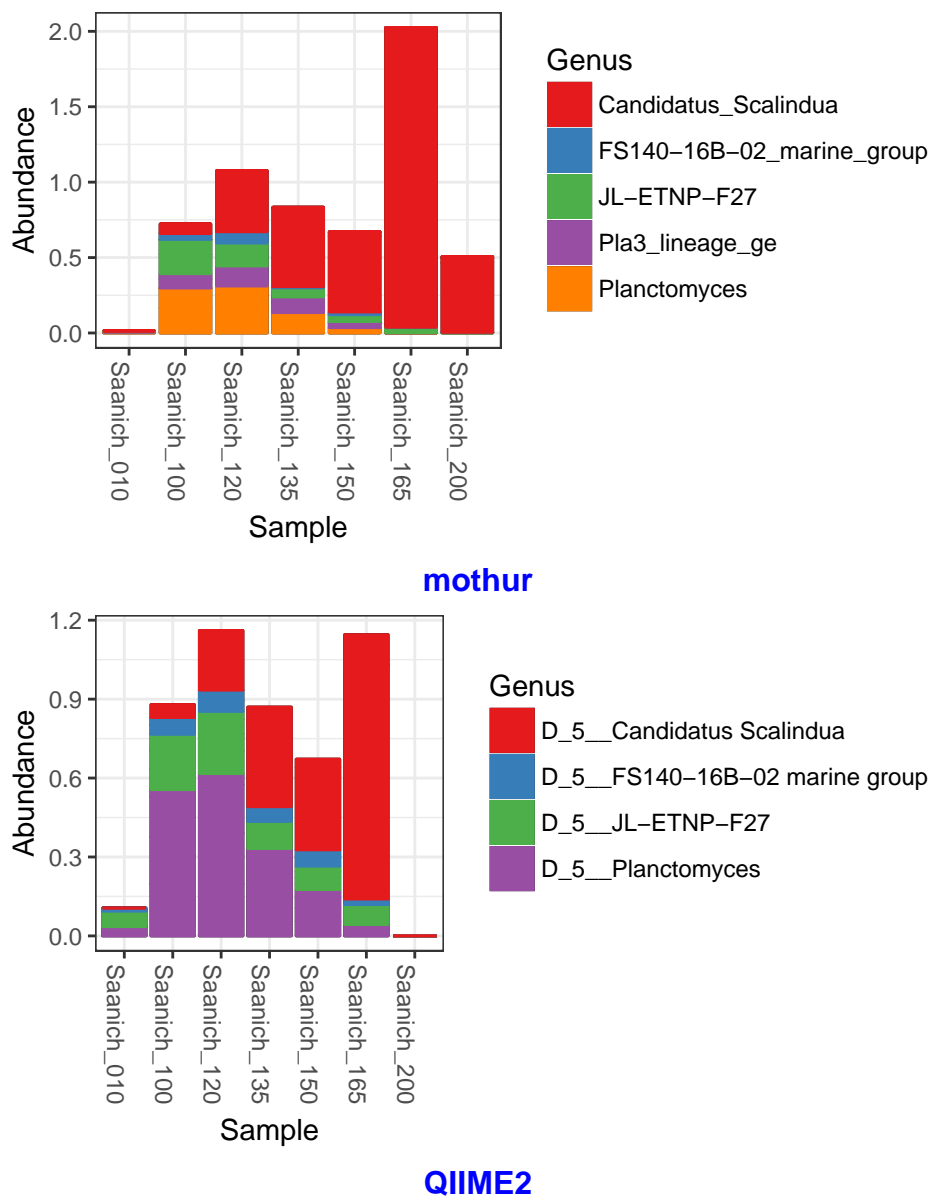 2.0
1.5
1.0
0.5
0.0
Abundance
Saanich_010
Saanich_100
Saanich_120
Saanich_135
Saanich_150
Saanich_165
Saanich_200
Sample
Genus
Candidatus_Scalindua
FS140−16B−02_marine_group
JL−ETNP−F27
Pla3_lineage_ge
Planctomyces
mothur
1.2
0.9
0.6
0.3
0.0
Abundance
Saanich_010
Saanich_100
Saanich_120
Saanich_135
Saanich_150
Saanich_165
Saanich_200
Sample
Genus
D_5__Candidatus Scalindua
D_5__FS140−16B−02 marine group
D_5__JL−ETNP−F27
D_5__Planctomyces
QIIME2